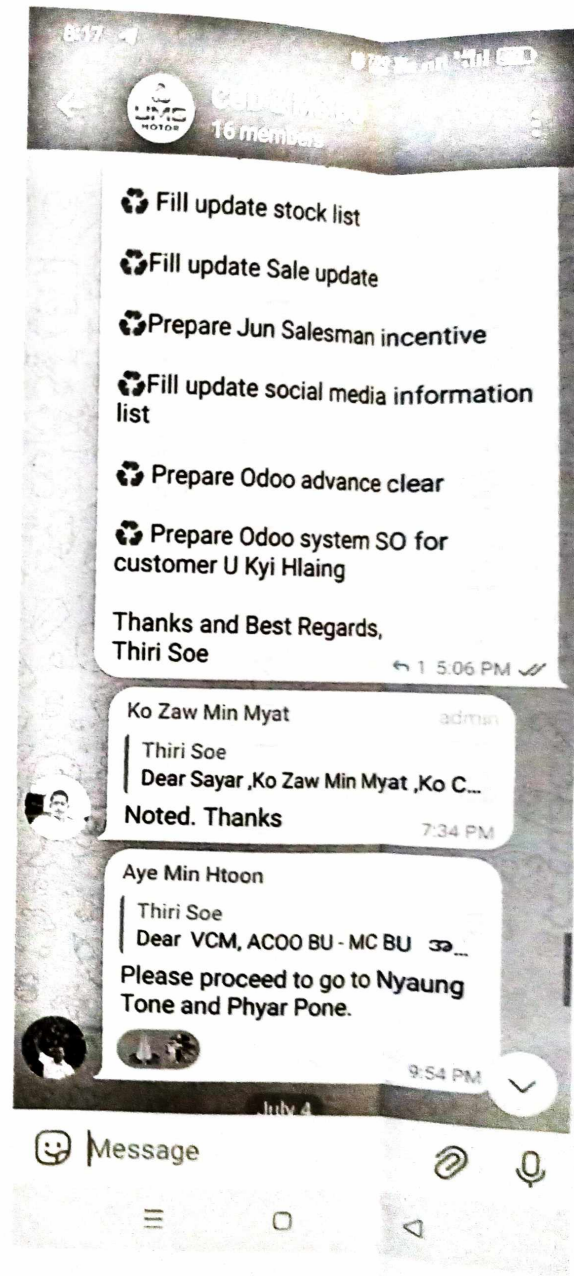 8:17
UMG
MOTOR
16 members
Fill update stock list
Fill update Sale update
Prepare Jun Salesman incentive
Fill update social media information
list
Prepare Odoo advance clear
Prepare Odoo system SO for
customer U Kyi Hlaing
Thanks and Best Regards,
Thiri Soe
1 5:06 PM
Ko Zaw Min Myat admin
Thiri Soe
Dear Sayar ,Ko Zaw Min Myat ,Ko C...
Noted. Thanks
7:34 PM
Aye Min Htoon
Thiri Soe
Dear VCM, ACOO BU - MC BU အ...
Please proceed to go to Nyaung
Tone and Phyar Pone.
9:54 PM
July 4
Message